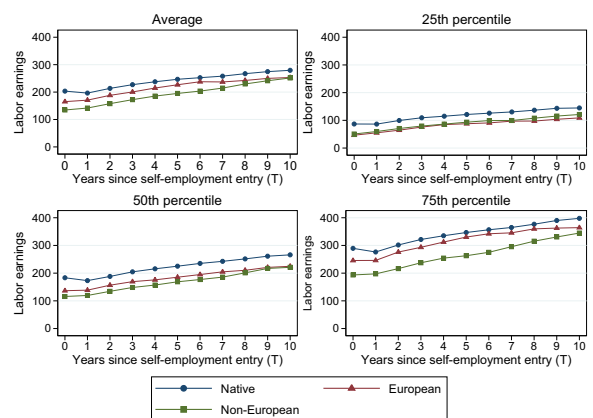 Average
Labor earnings
400
300
200
100
0
0 1 2 3 4 5 6 7 8 9 10
Years since self-employment entry (T)
25th percentile
Labor earnings
400
300
200
100
0
0 1 2 3 4 5 6 7 8 9 10
Years since self-employment entry (T)
50th percentile
Labor earnings
400
300
200
100
0
0 1 2 3 4 5 6 7 8 9 10
Years since self-employment entry (T)
75th percentile
Labor earnings
400
300
200
100
0
0 1 2 3 4 5 6 7 8 9 10
Years since self-employment entry (T)
Native
European
Non-European